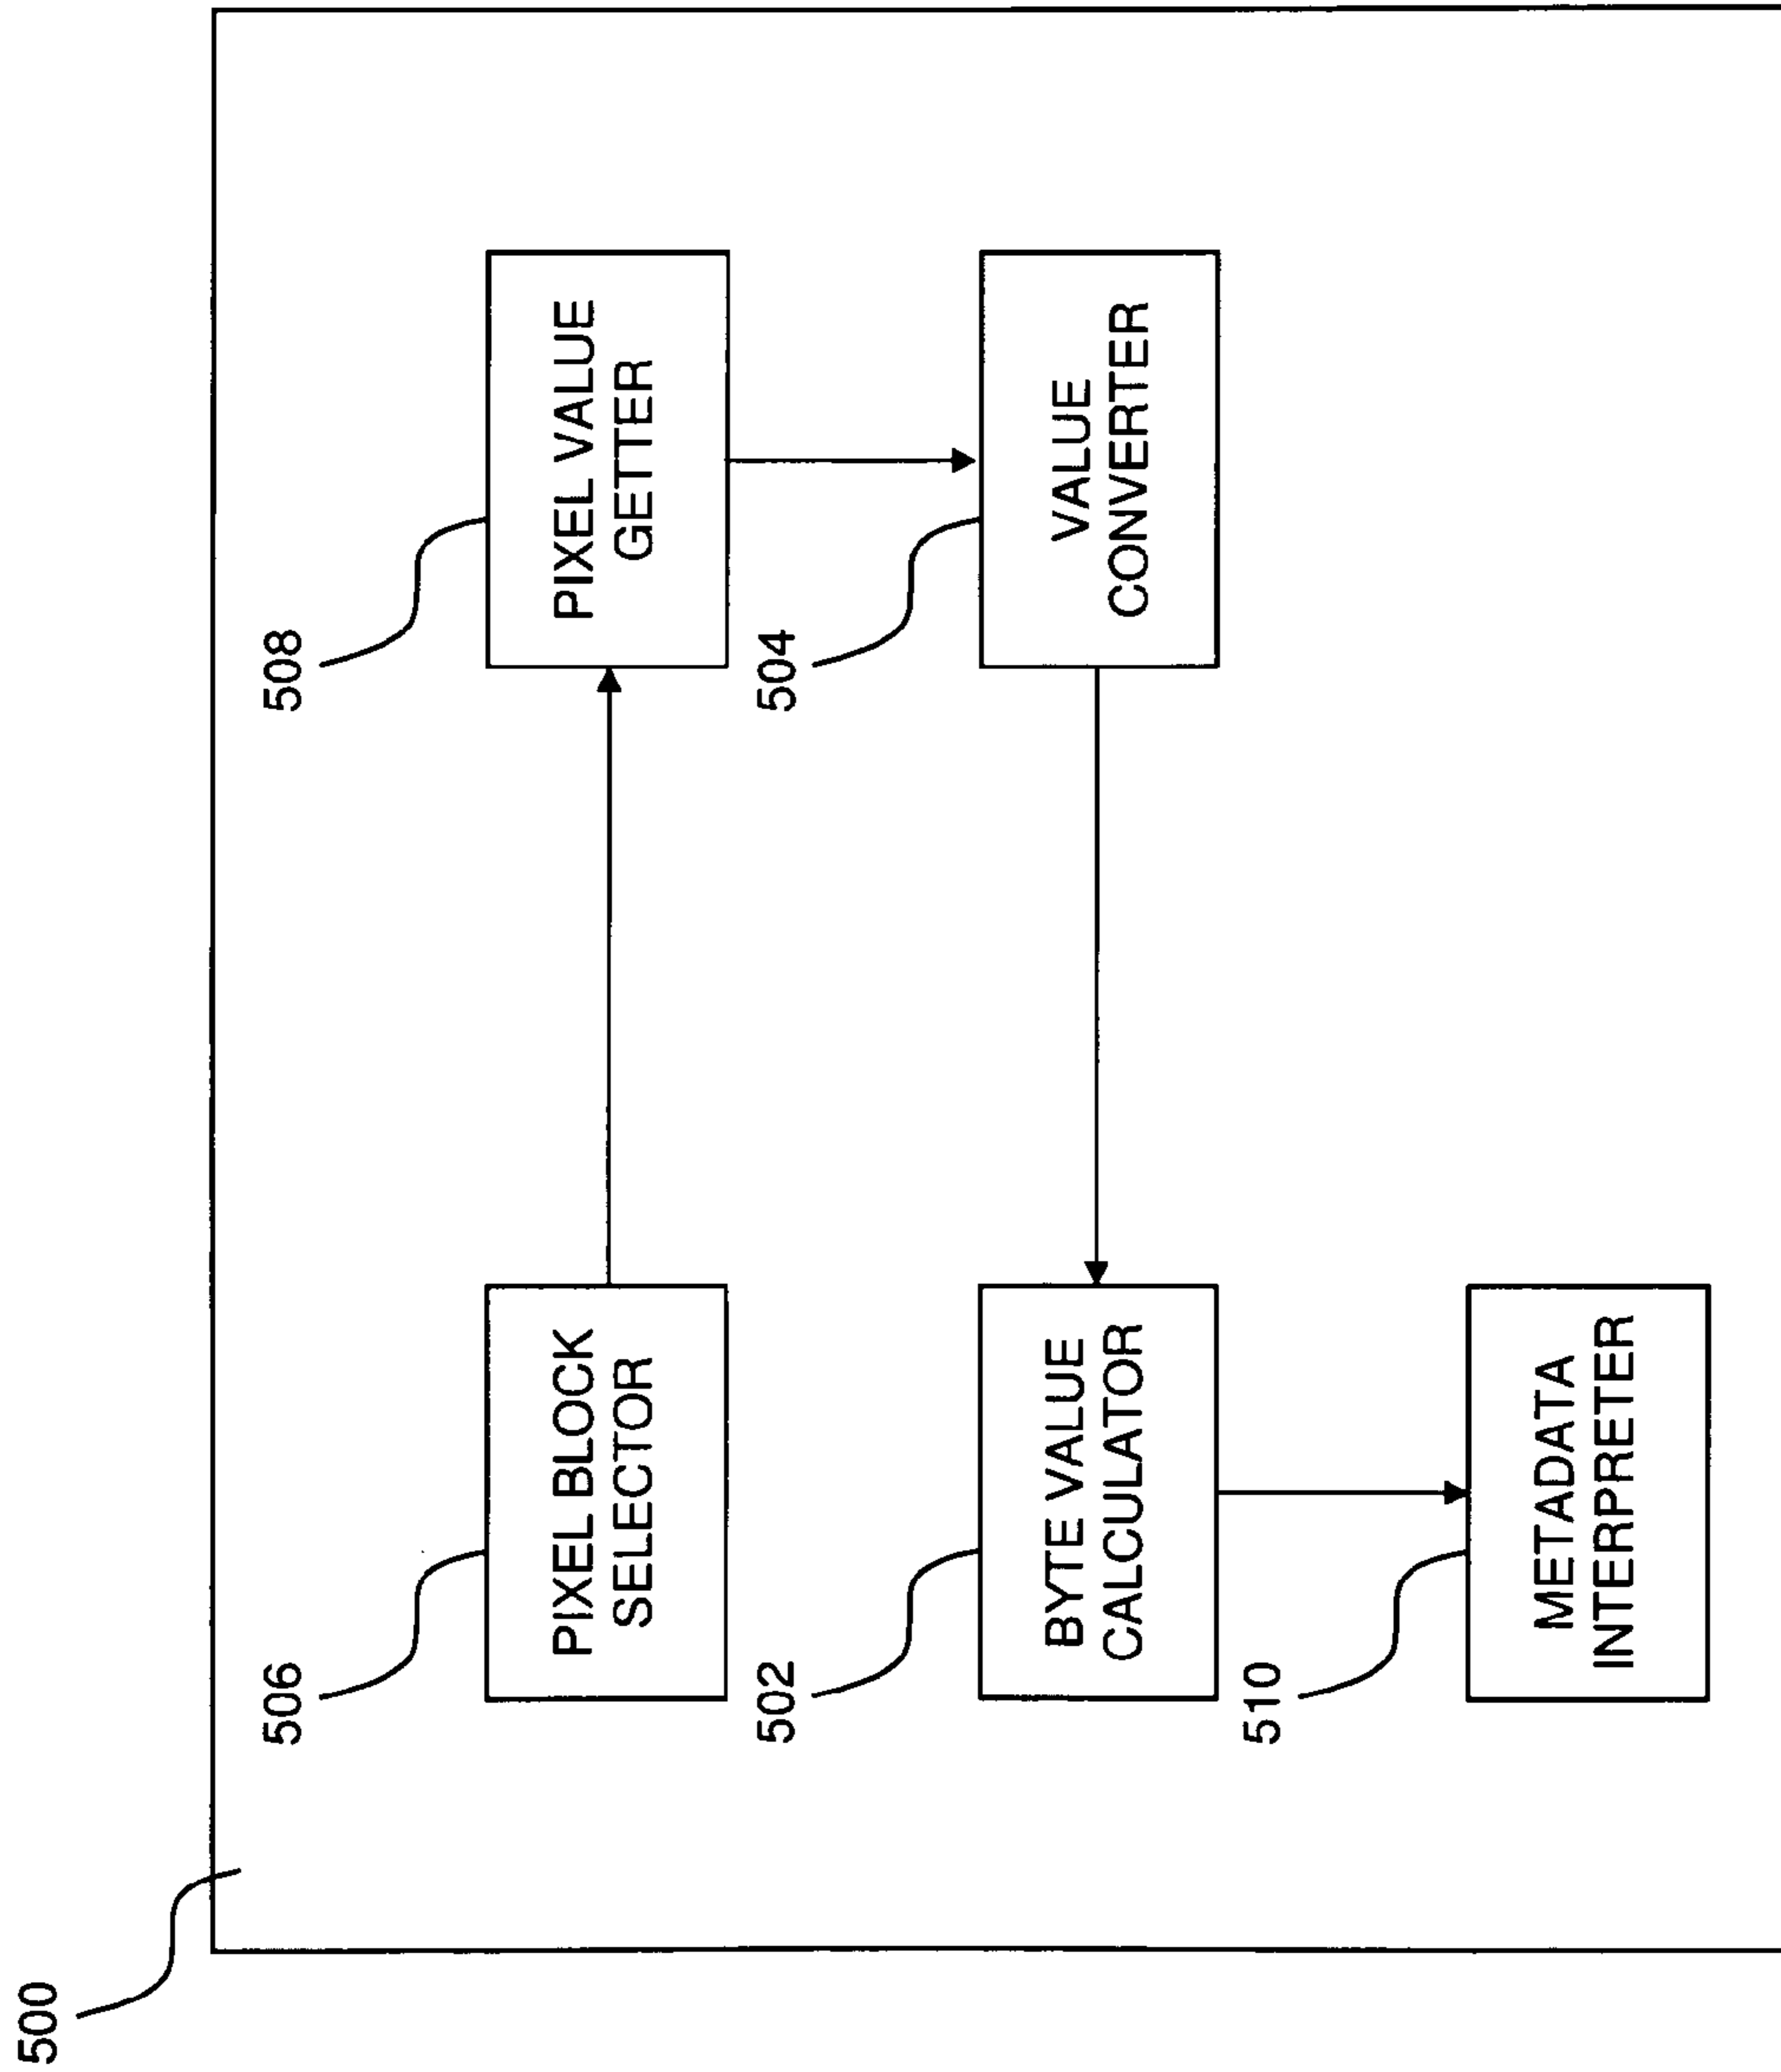 500
506
PIXEL BLOCK
SELECTOR
508
PIXEL VALUE
GETTER
502
BYTE VALUE
CALCULATOR
504
VALUE
CONVERTER
510
METADATA
INTERPRETER